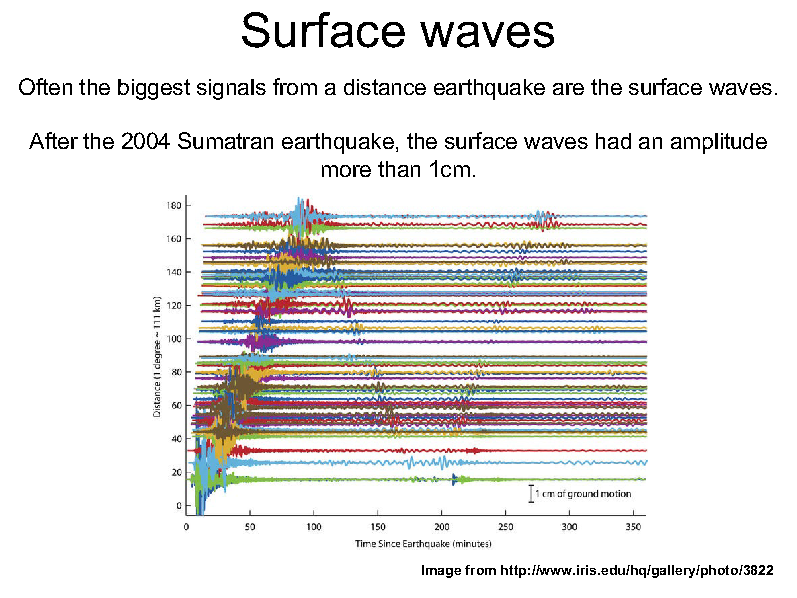 Surface waves
Often the biggest signals from a distance earthquake are the surface waves.
After the 2004 Sumatran earthquake, the surface waves had an amplitude
more than 1cm.
180
160
140
120
100
80
60
40
20
0
Distance (1 degree ~ 111 km)
1 cm of ground motion
0 50 100 150 200 250 300 350
Time Since Earthquake (minutes)
Image from http: //www.iris.edu/hq/gallery/photo/3822